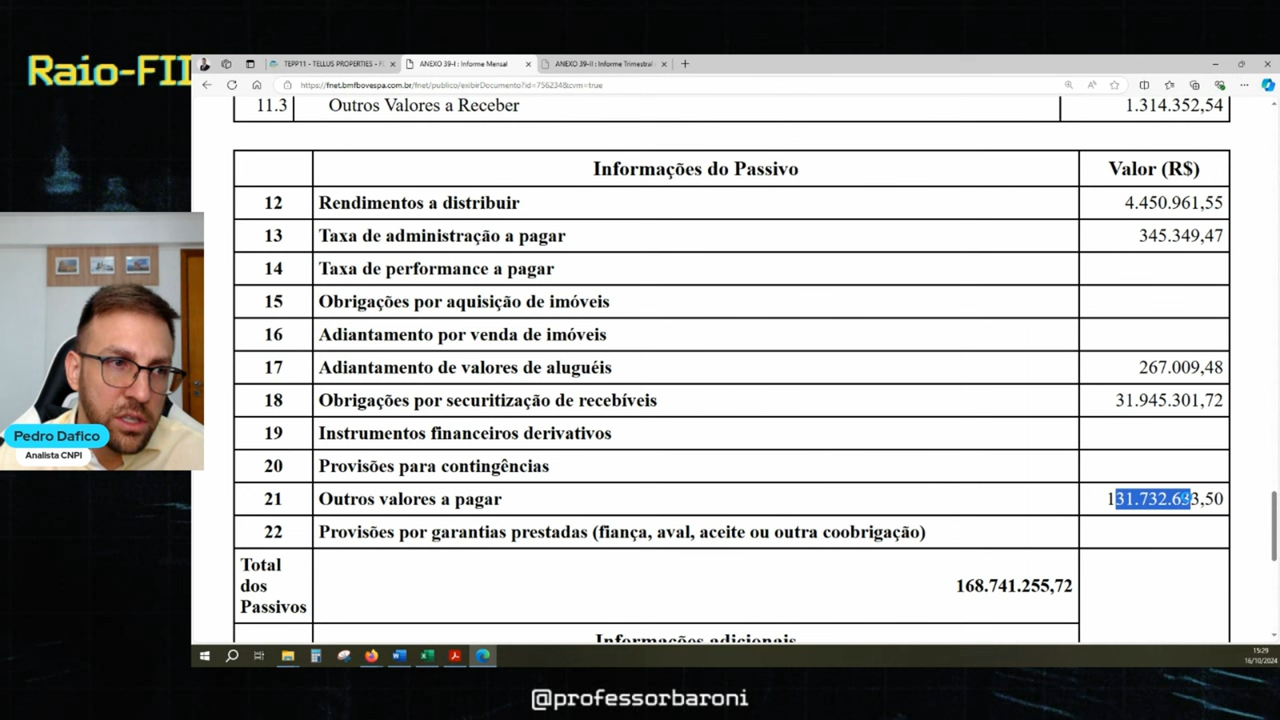 Raio-FII
TEPP11 - TELLUS PROPERTIES - F
ANEXO 39-I : Informe Mensal
ANEXO 39-II : Informe Trimestral
https://fnet.bmfbovespa.com.br/fnet/publico/exibirDocumento?id=756234&cvm=true
11.3 Outros Valores a Receber 1.314.352,54
Informações do Passivo Valor (R$)
12 Rendimentos a distribuir 4.450.961,55
13 Taxa de administração a pagar 345.349,47
14 Taxa de performance a pagar
15 Obrigações por aquisição de imóveis
16 Adiantamento por venda de imóveis
17 Adiantamento de valores de aluguéis 267.009,48
18 Obrigações por securitização de recebíveis 31.945.301,72
19 Instrumentos financeiros derivativos
20 Provisões para contingências
21 Outros valores a pagar 131.732.633,50
22 Provisões por garantias prestadas (fiança, aval, aceite ou outra coobrigação)
Total
dos
Passivos
168.741.255,72
Informações adicionais
Pedro Dafico
Analista CNPI
15:29
16/10/2024
@professorbaroni